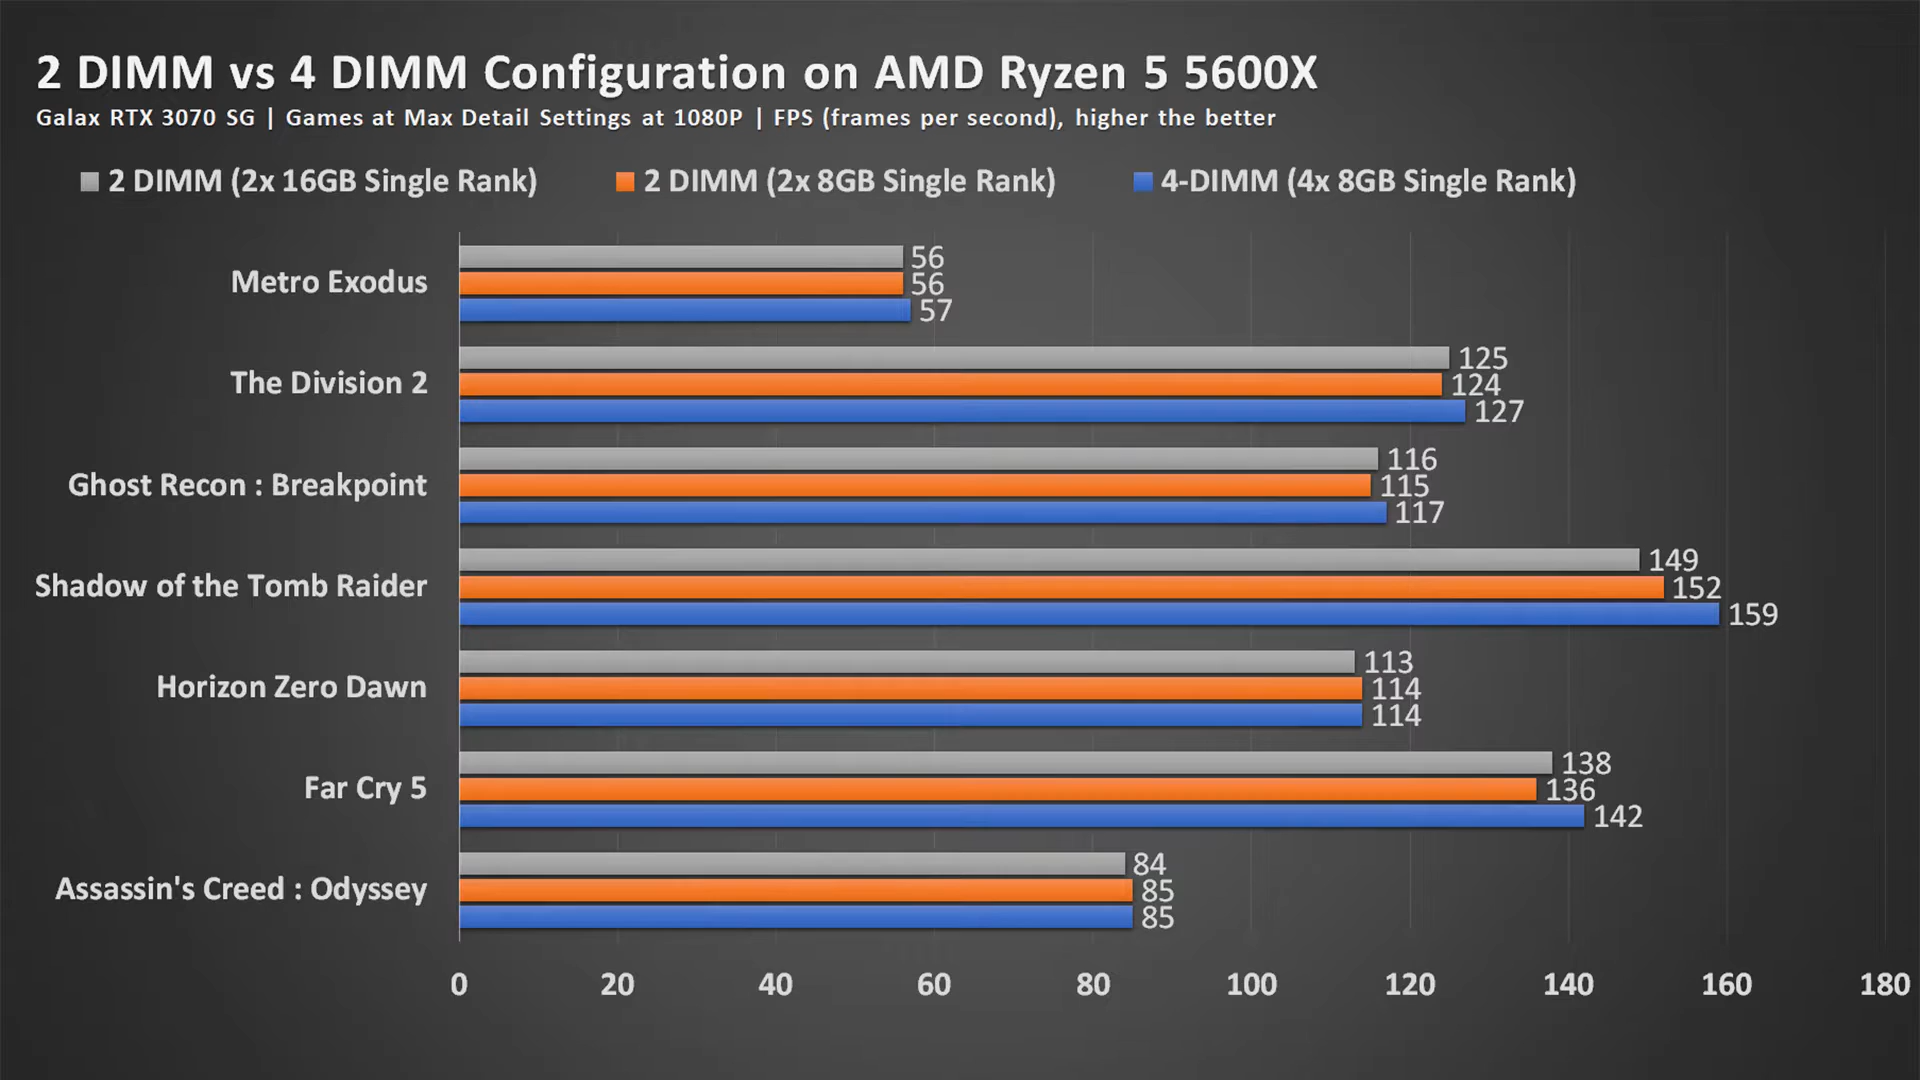 2 DIMM vs 4 DIMM Configuration on AMD Ryzen 5 5600X
Galax RTX 3070 SG | Games at Max Detail Settings at 1080P | FPS (frames per second), higher the better
2 DIMM (2x 16GB Single Rank) 2 DIMM (2x 8GB Single Rank) 4-DIMM (4x 8GB Single Rank)
Metro Exodus
56
56
57
The Division 2
125
124
127
Ghost Recon : Breakpoint
116
115
117
Shadow of the Tomb Raider
149
152
159
Horizon Zero Dawn
113
114
114
Far Cry 5
138
136
142
Assassin's Creed : Odyssey
84
85
85
0 20 40 60 80 100 120 140 160 180